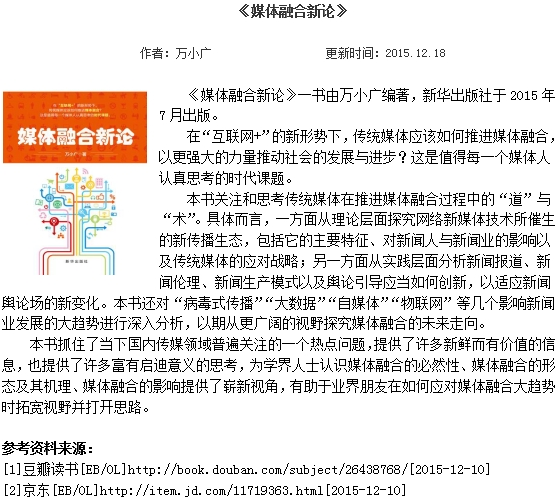 《媒体融合新论》
作者：万小广
更新时间：2015.12.18
媒体融合新论
万小广 著
新华出版社
《媒体融合新论》一书由万小广编著，新华出版社于 2015 年
7 月出版。
在“互联网+”的新形势下，传统媒体应该如何推进媒体融合，
以更强大的力量推动社会的发展与进步？这是值得每一个媒体人
认真思考的时代课题。
本书关注和思考传统媒体在推进媒体融合过程中的“道”与
“术”。具体而言，一方面从理论层面探究网络新媒体技术所催生
的新传播生态，包括它的主要特征、对新闻人与新闻业的影响以
及传统媒体的应对战略；另一方面从实践层面分析新闻报道、新
闻伦理、新闻生产模式以及舆论引导应当如何创新，以适应新闻
舆论场的新变化。本书还对“病毒式传播”“大数据”“自媒体”“物联网”等几个影响新闻
业发展的大趋势进行深入分析，以期从更广阔的视野探究媒体融合的未来走向。
本书抓住了当下国内传媒领域普遍关注的一个热点问题，提供了许多新鲜而有价值的信
息，也提供了许多富有启迪意义的思考，为学界人士认识媒体融合的必然性、媒体融合的形
态及其机理、媒体融合的影响提供了崭新视角，有助于业界朋友在如何应对媒体融合大趋势
时拓宽视野并打开思路。
参考资料来源：
[1]豆瓣读书[EB/OL]http://book.douban.com/subject/26438768/[2015-12-10]
[2]京东[EB/OL]http://item.jd.com/11719363.html[2015-12-10]